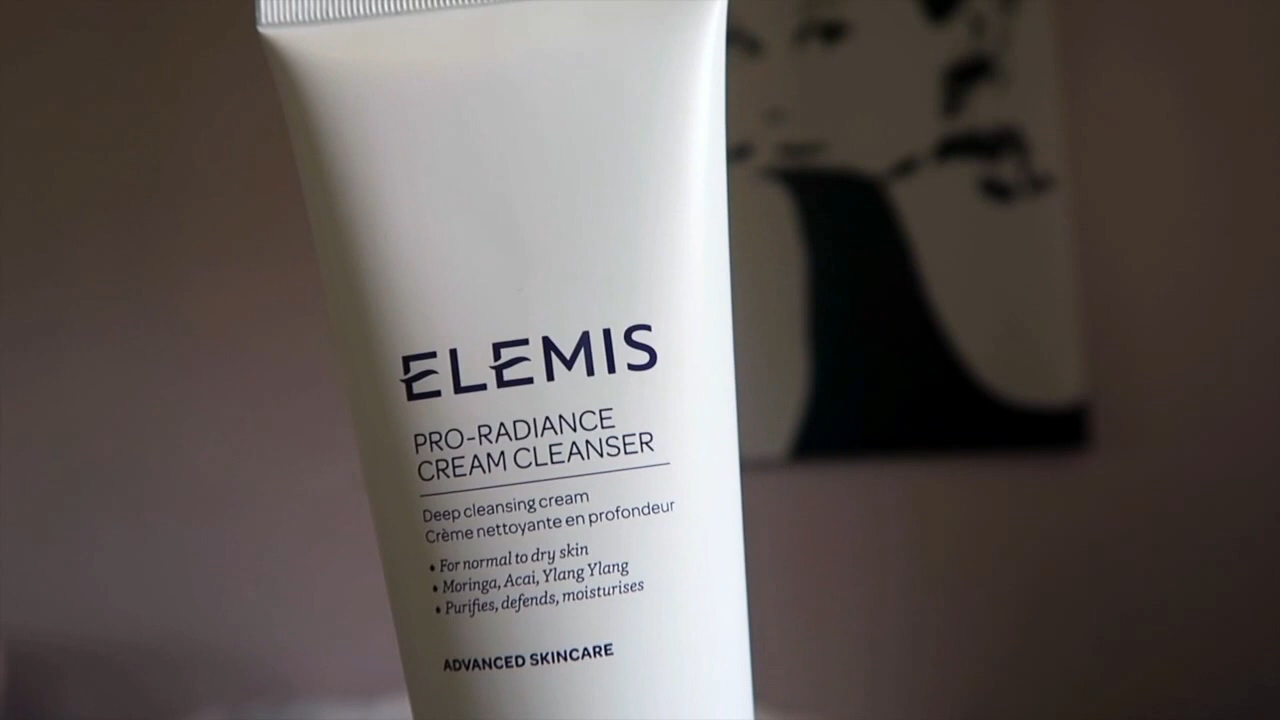 ELEMIS
PRO-RADIANCE
CREAM CLEANSER
Deep cleansing cream
Crème nettoyante en profondeur
• For normal to dry skin
• Moringa, Acai, Ylang Ylang
• Purifies, defends, moisturises
ADVANCED SKINCARE